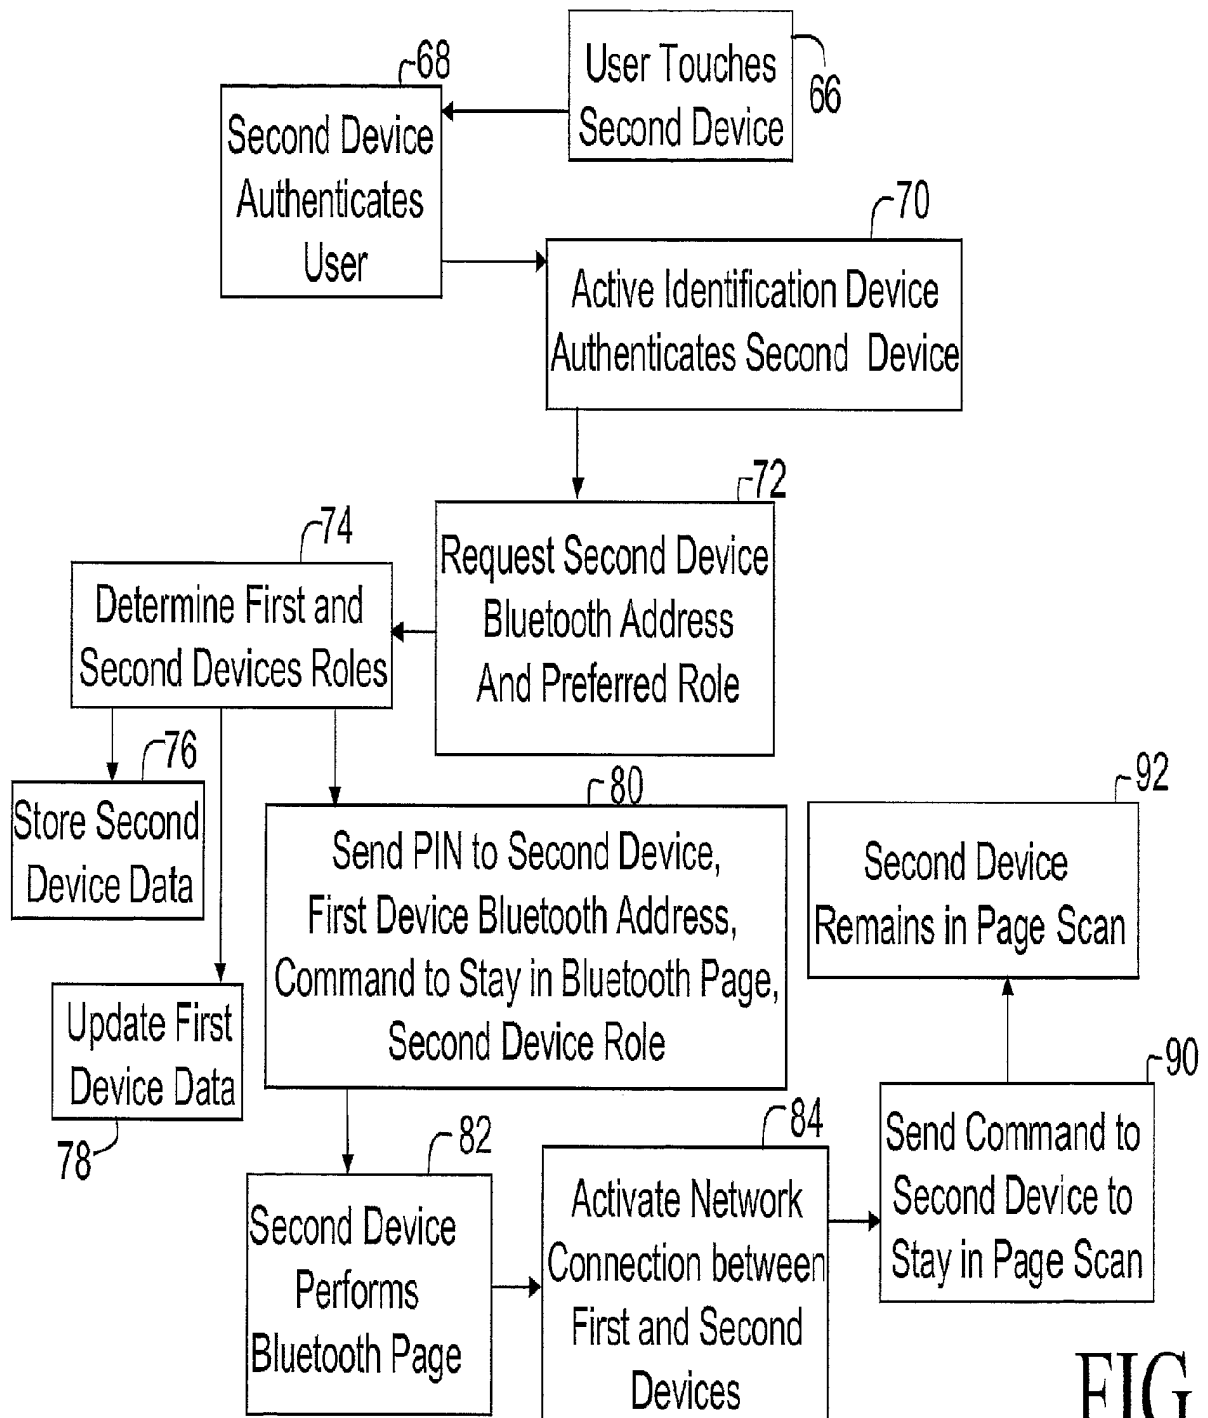 66
User Touches
Second Device
68
Second Device
Authenticates
User
70
Active Identification Device
Authenticates Second Device
72
Request Second Device
Bluetooth Address
And Preferred Role
74
Determine First and
Second Devices Roles
76
Store Second
Device Data
78
Update First
Device Data
80
Send PIN to Second Device,
First Device Bluetooth Address,
Command to Stay in Bluetooth Page,
Second Device Role
82
Second Device
Performs
Bluetooth Page
84
Activate Network
Connection between
First and Second
Devices
90
Send Command to
Second Device to
Stay in Page Scan
92
Second Device
Remains in Page Scan
FIG